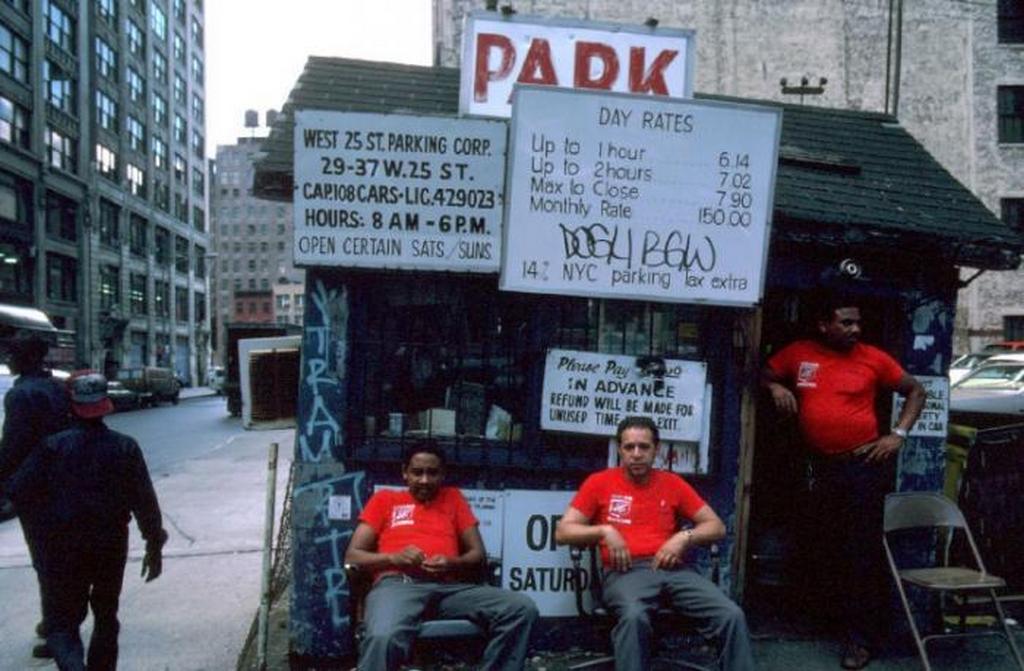 PARK
WEST 25 ST. PARKING CORP.
29-37 W. 25 ST.
CAP. 108 CARS • LIC. 429023
HOURS: 8 AM - 6 P.M.
OPEN CERTAIN SATS / SUNS
DAY RATES
Up to 1 hour 6.14
Up to 2 hours 7.02
Max to Close 7.90
Monthly Rate 150.00
14% NYC parking tax extra
Please Pay
IN ADVANCE
REFUND WILL BE MADE FOR
UNUSED TIME EXIT.
SATURD
IN CAR